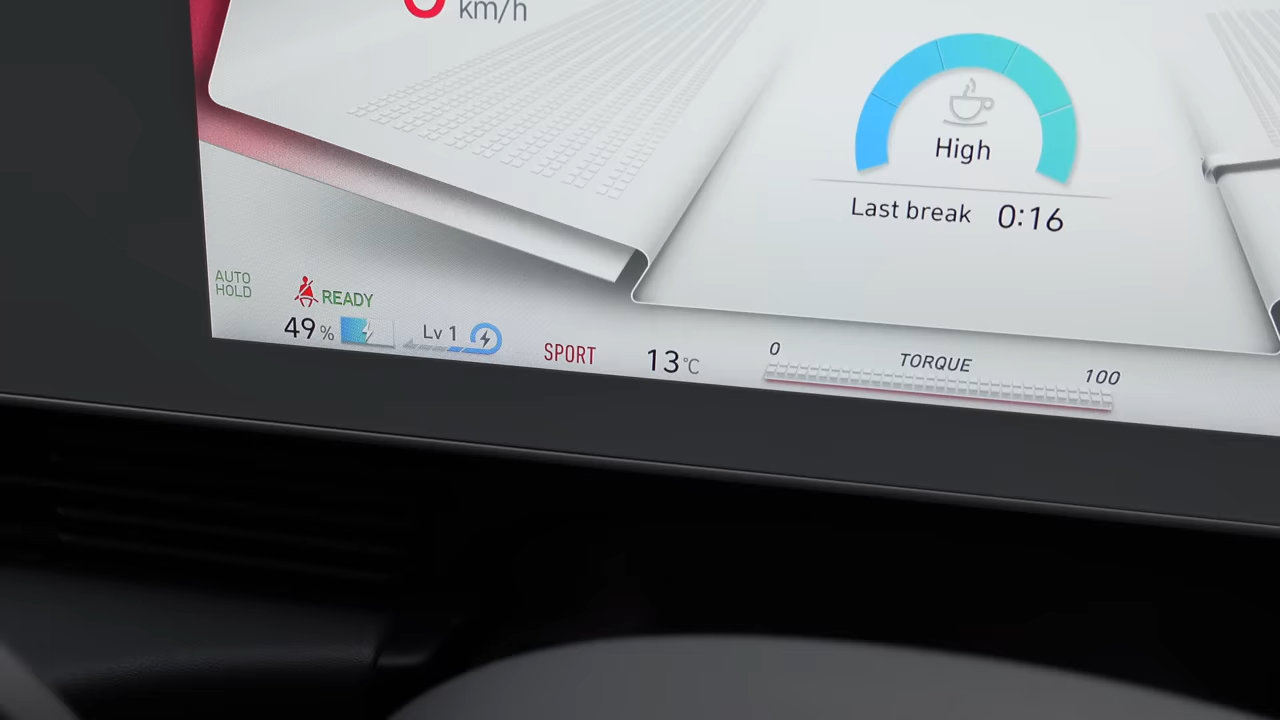 km/h
High
Last break 0:16
AUTO
HOLD
READY
49 %
Lv 1
SPORT
13°C
0 TORQUE 100